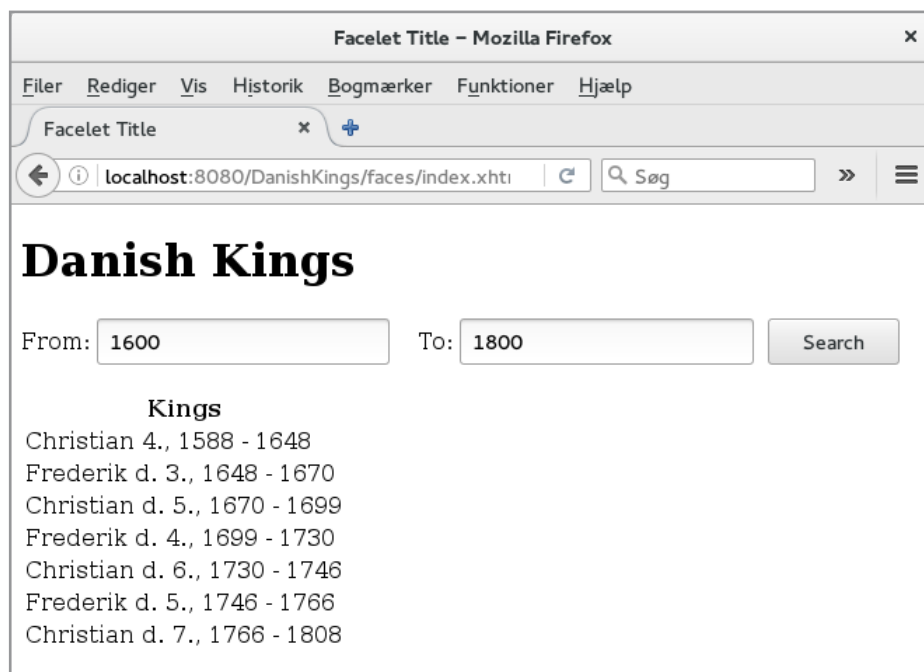 Facelet Title – Mozilla Firefox
Filer Rediger Vis Historik Bogmærker Funktioner Hjælp
Facelet Title
localhost:8080/DanishKings/faces/index.xht
Søg
Danish Kings
From: 1600 To: 1800 Search
Kings
Christian 4., 1588 - 1648
Frederik d. 3., 1648 - 1670
Christian d. 5., 1670 - 1699
Frederik d. 4., 1699 - 1730
Christian d. 6., 1730 - 1746
Frederik d. 5., 1746 - 1766
Christian d. 7., 1766 - 1808